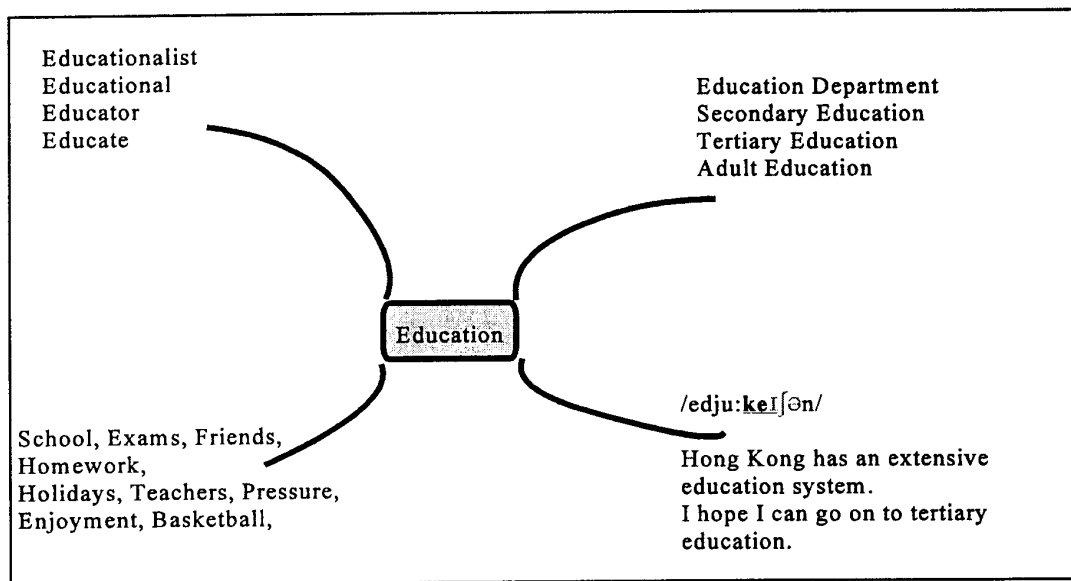 Educationalist
Educational
Educator
Educate
Education Department
Secondary Education
Tertiary Education
Adult Education
Education
School, Exams, Friends,
Homework,
Holidays, Teachers, Pressure,
Enjoyment, Basketball,
/edju:keɪʃən/
Hong Kong has an extensive
education system.
I hope I can go on to tertiary
education.